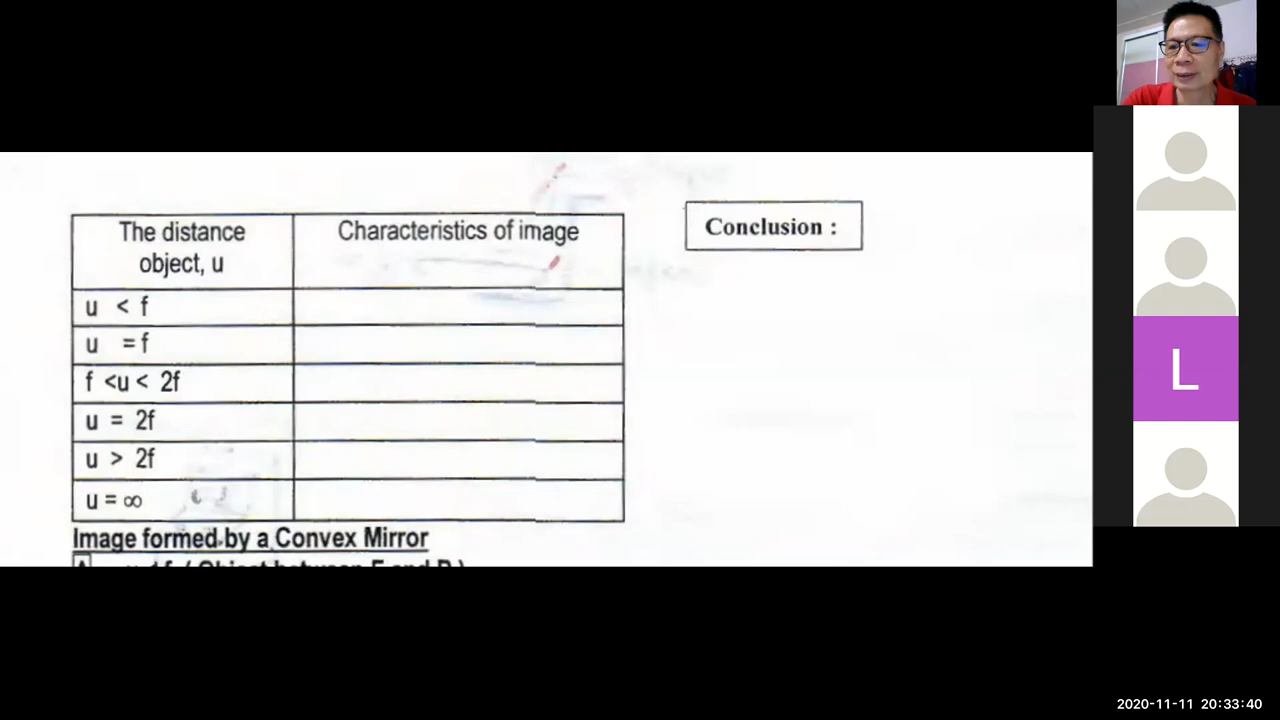 The distance
object, u
Characteristics of image
u < f
u = f
f <u < 2f
u = 2f
u > 2f
u = ∞
Conclusion :
Image formed by a Convex Mirror
L
2020-11-11 20:33:40